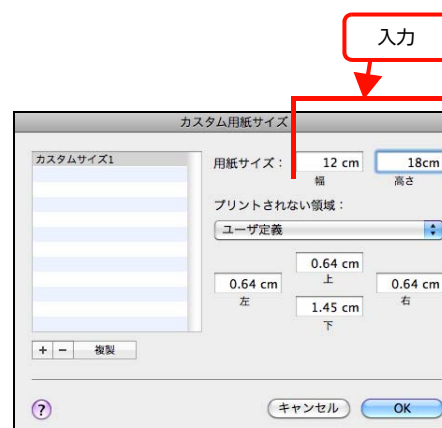 入力
カスタム用紙サイズ
カスタムサイズ1
用紙サイズ： 12 cm 18cm
幅 高さ
プリントされない領域：
ユーザ定義
0.64 cm
上
0.64 cm 0.64 cm
左 右
1.45 cm
下
+ − 複製
? キャンセル OK